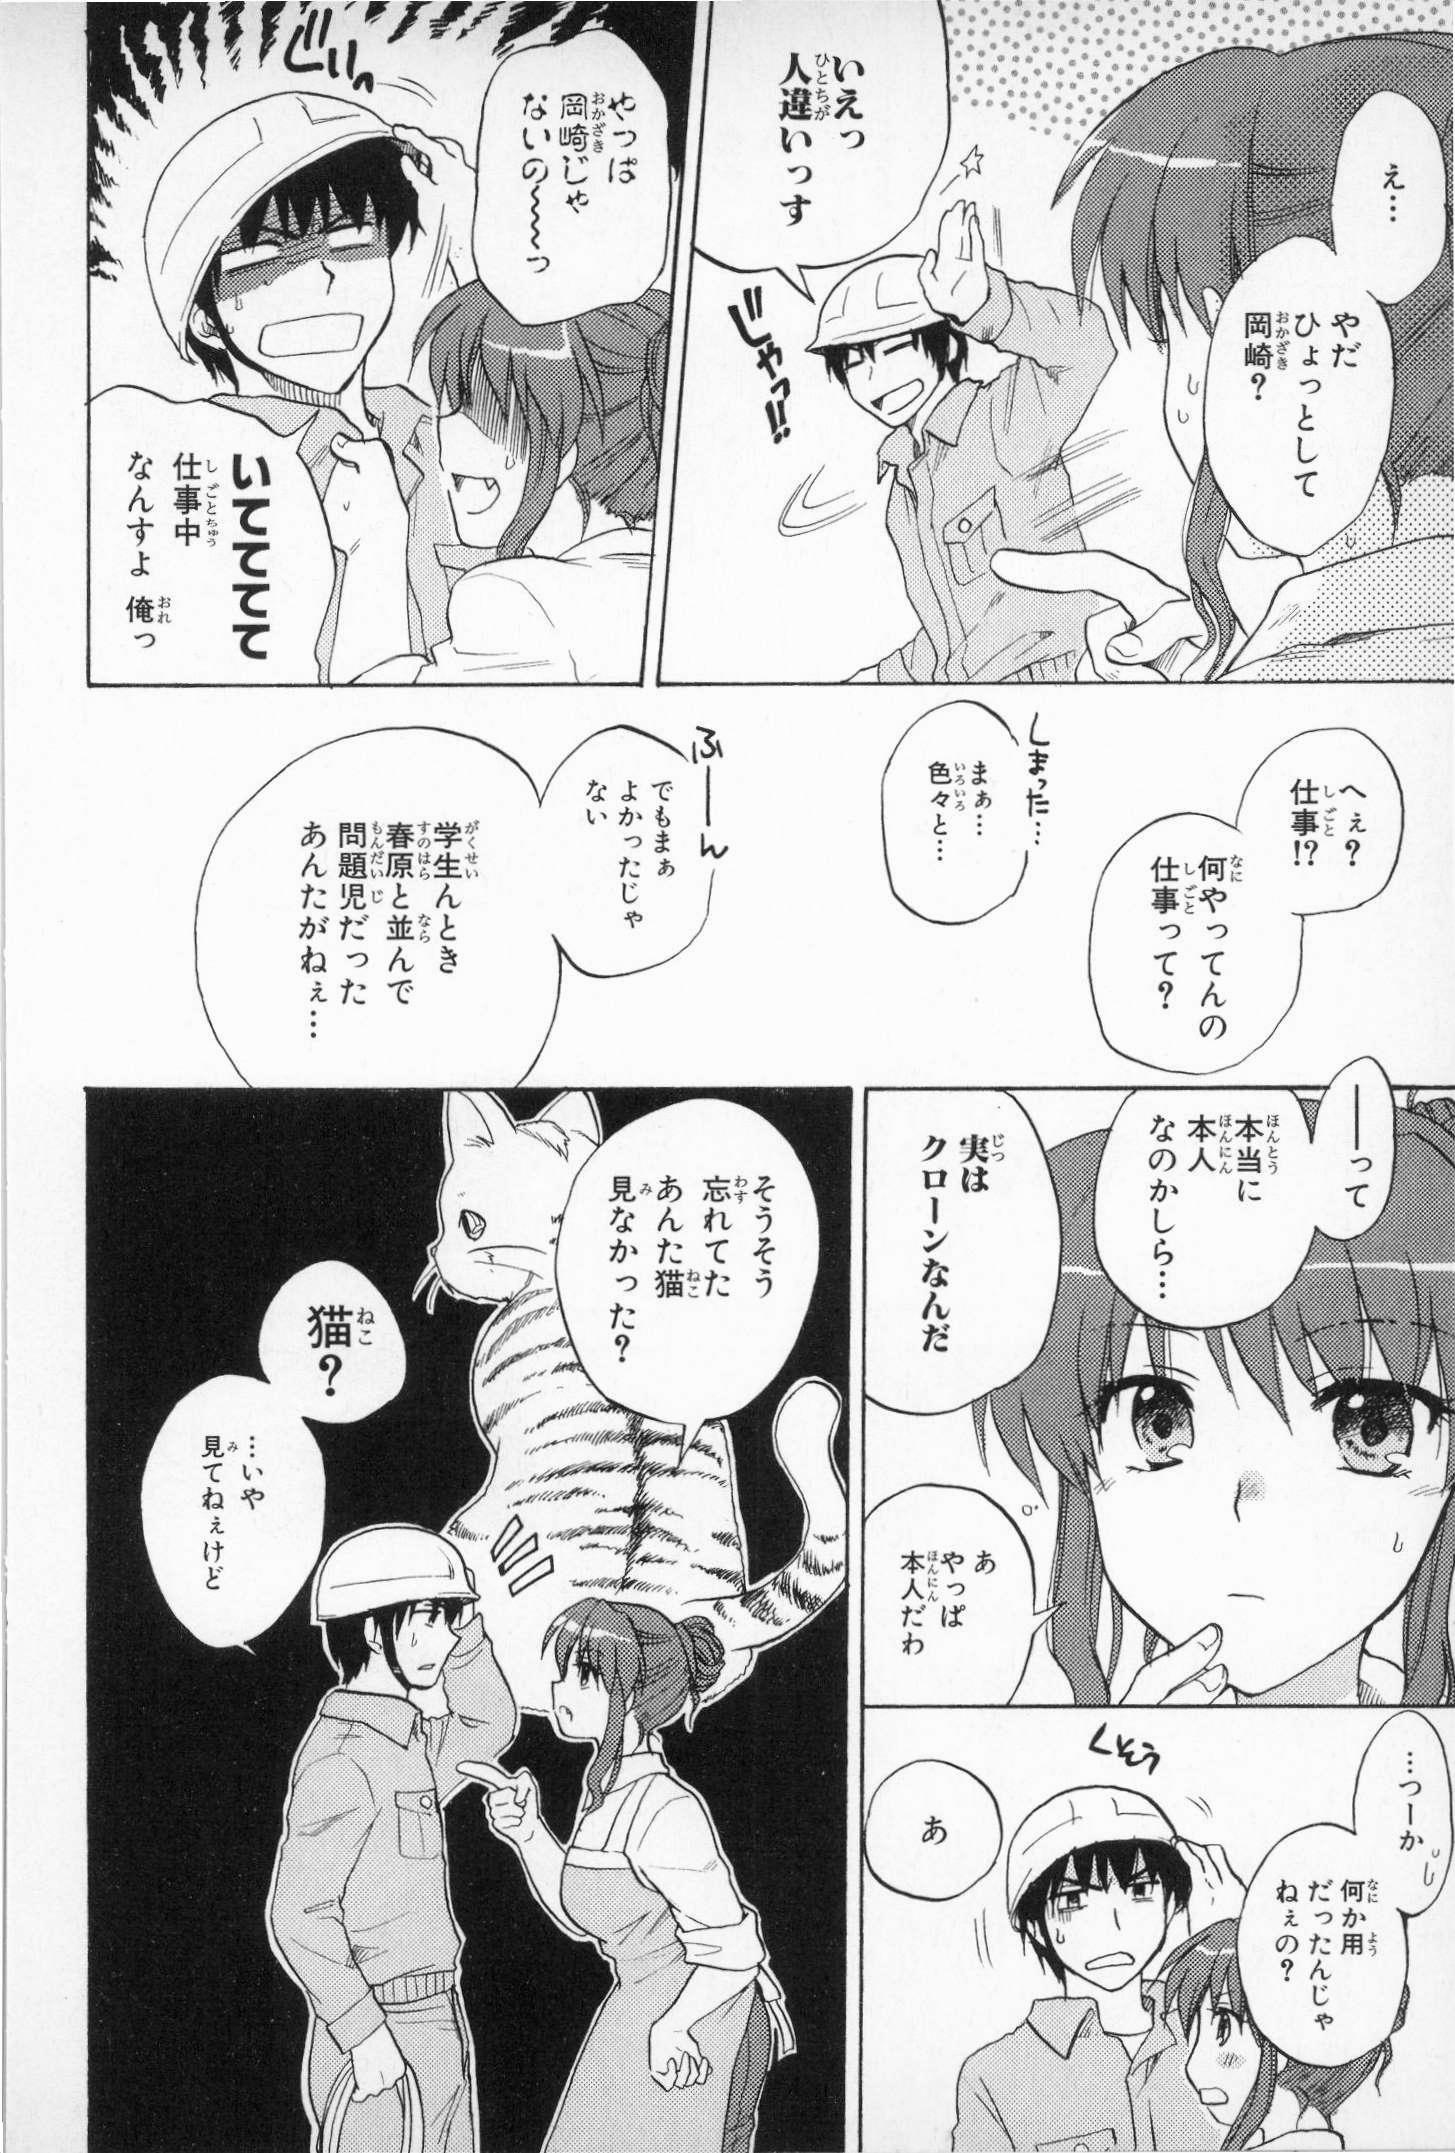 え…
やだ
ひょっとして
岡崎?
いえっ
人違いっす
じゃっ!!
やっぱ
岡崎じゃ
ないの〜〜〜っ
じいっ
いててててて
仕事中
なんすよ 俺っ
へぇ?
仕事!?
何やってんの
仕事って?
しまった…
まぁ…
色々と…
ふーーん
でもまぁ
よかったじゃ
ない
学生んとき
春原と並んで
問題児だった
あんたがねぇ…
ーって
本当に
本人
なのかしら…
実は
クローンなんだ
あ
やっぱ
本人だわ
…つーか
何か用
だったんじゃ
ねぇの?
くそう
あ
そうそう
忘れてた
あんた猫
見なかった?
猫?
…いや
見てねぇけど